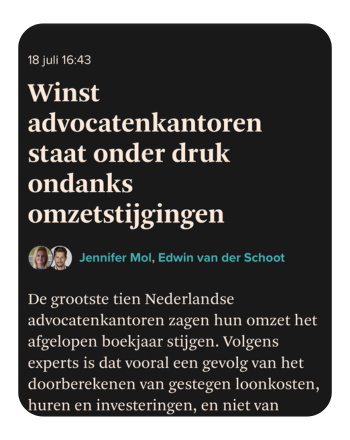 18 juli 16:43
Winst
advocatenkantoren
staat onder druk
ondanks
omzetstijgingen
Jennifer Mol, Edwin van der Schoot
De grootste tien Nederlandse
advocatenkantoren zagen hun omzet het
afgelopen boekjaar stijgen. Volgens
experts is dat vooral een gevolg van het
doorberekenen van gestegen loonkosten,
huren en investeringen, en niet van